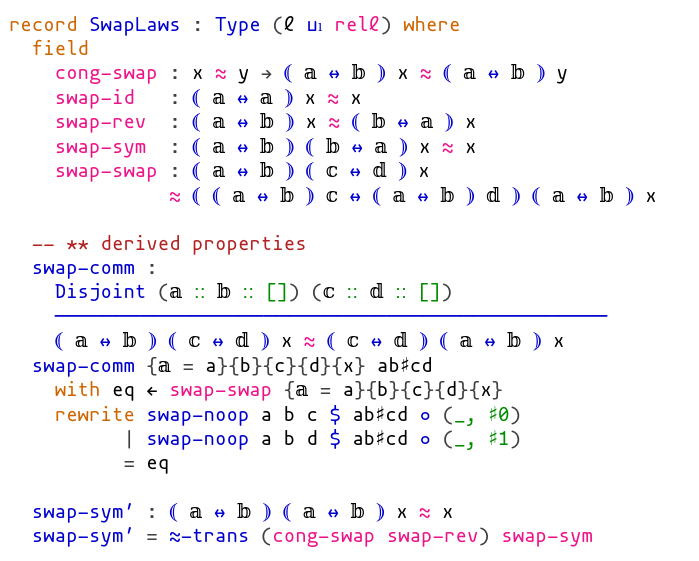 record SwapLaws : Type (ℓ ⊔ₗ relℓ) where
field
cong-swap : x ≈ y → ⦅ 𝕒 ↔ 𝕓 ⦆ x ≈ ⦅ 𝕒 ↔ 𝕓 ⦆ y
swap-id : ⦅ 𝕒 ↔ 𝕒 ⦆ x ≈ x
swap-rev : ⦅ 𝕒 ↔ 𝕓 ⦆ x ≈ ⦅ 𝕓 ↔ 𝕒 ⦆ x
swap-sym : ⦅ 𝕒 ↔ 𝕓 ⦆ ⦅ 𝕓 ↔ 𝕒 ⦆ x ≈ x
swap-swap : ⦅ 𝕒 ↔ 𝕓 ⦆ ⦅ 𝕔 ↔ 𝕕 ⦆ x
≈ ⦅ ⦅ 𝕒 ↔ 𝕓 ⦆ 𝕔 ↔ ⦅ 𝕒 ↔ 𝕓 ⦆ 𝕕 ⦆ ⦅ 𝕒 ↔ 𝕓 ⦆ x
-- ** derived properties
swap-comm :
Disjoint (𝕒 ∷ 𝕓 ∷ []) (𝕔 ∷ 𝕕 ∷ [])
────────────────────────────────────────
⦅ 𝕒 ↔ 𝕓 ⦆ ⦅ 𝕔 ↔ 𝕕 ⦆ x ≈ ⦅ 𝕔 ↔ 𝕕 ⦆ ⦅ 𝕒 ↔ 𝕓 ⦆ x
swap-comm {𝕒 = a}{b}{c}{d}{x} ab♯cd
with eq ← swap-swap {𝕒 = a}{b}{c}{d}{x}
rewrite swap-noop a b c $ ab♯cd ∘ (_, ♯0)
| swap-noop a b d $ ab♯cd ∘ (_, ♯1)
= eq
swap-sym′ : ⦅ 𝕒 ↔ 𝕓 ⦆ ⦅ 𝕒 ↔ 𝕓 ⦆ x ≈ x
swap-sym′ = ≈-trans (cong-swap swap-rev) swap-sym